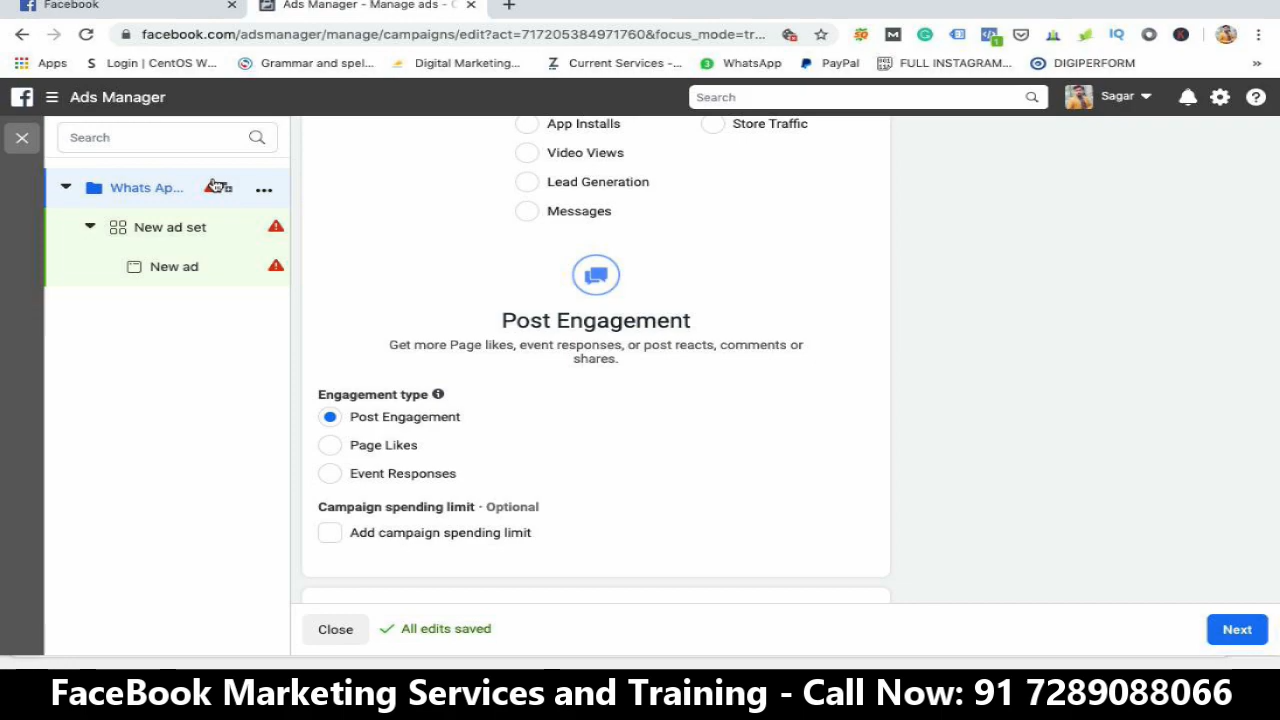 Facebook
Ads Manager - Manage ads - C
facebook.com/adsmanager/manage/campaigns/edit?act=717205384971760&focus_mode=tr...
Apps
Login | CentOS W...
Grammar and spel...
Digital Marketing...
Current Services -...
WhatsApp
PayPal
FULL INSTAGRAM...
DIGIPERFORM
»
Ads Manager
Search
Sagar
Search
Whats Ap...
New ad set
New ad
App Installs
Store Traffic
Video Views
Lead Generation
Messages
Post Engagement
Get more Page likes, event responses, or post reacts, comments or
shares.
Engagement type
Post Engagement
Page Likes
Event Responses
Campaign spending limit · Optional
Add campaign spending limit
Close
All edits saved
Next
FaceBook Marketing Services and Training - Call Now: 91 7289088066